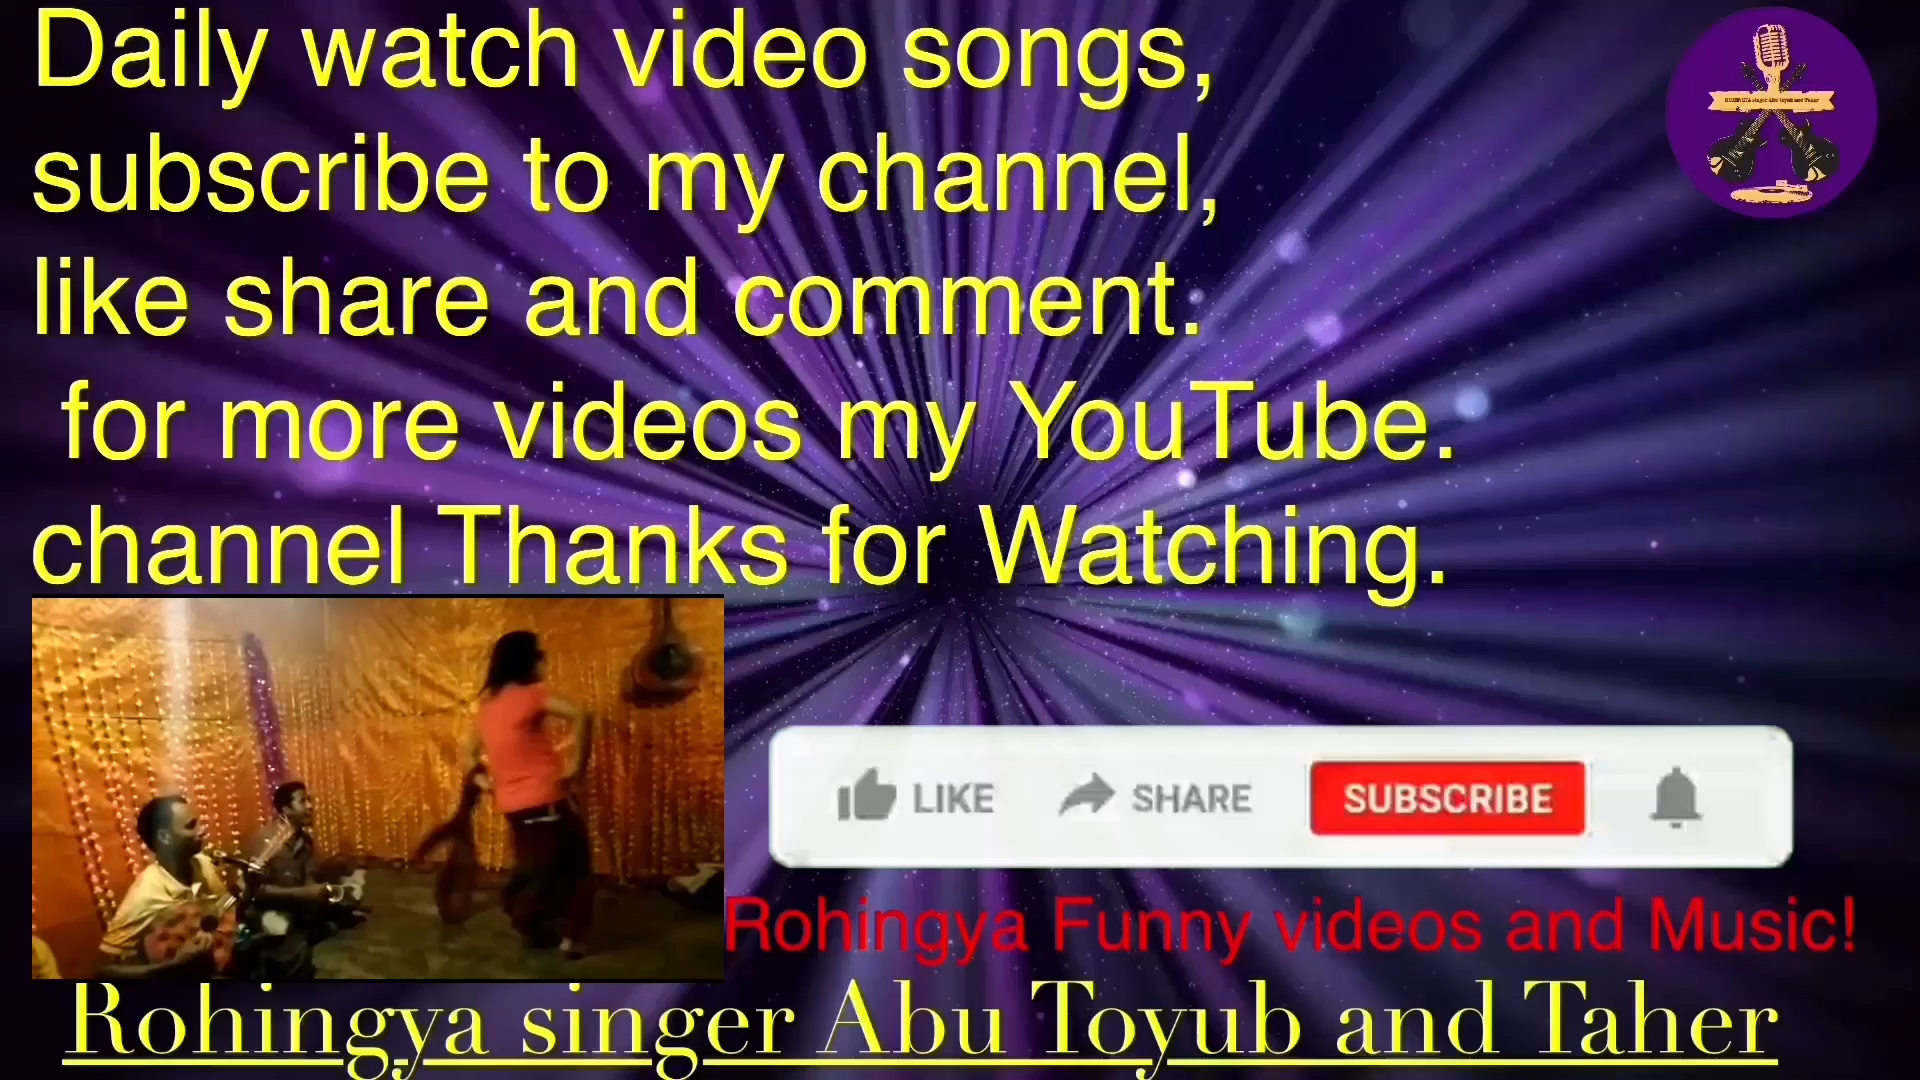 Daily watch video songs,
subscribe to my channel,
like share and comment.
for more videos my YouTube.
channel Thanks for Watching.
LIKE SHARE SUBSCRIBE
Rohingya Funny videos and Music!
Rohingya singer Abu Toyub and Taher